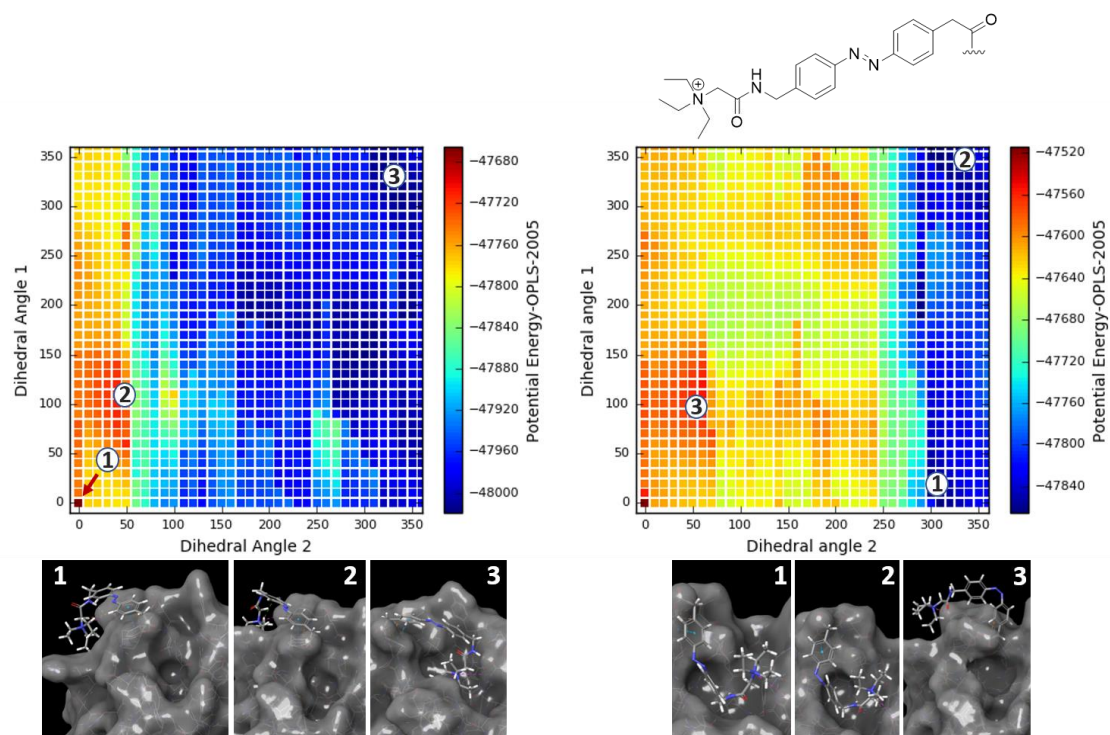 O
N
N
H
N
N
O
350
300
250
200
150
100
50
0
Dihedral Angle 1
3
2
1
0 50 100 150 200 250 300 350
Dihedral Angle 2
−47680
−47720
−47760
−47800
−47840
−47880
−47920
−47960
−48000
Potential Energy-OPLS-2005
350
300
250
200
150
100
50
0
Dihedral angle 1
2
3
1
0 50 100 150 200 250 300 350
Dihedral angle 2
−47520
−47560
−47600
−47640
−47680
−47720
−47760
−47800
−47840
Potential Energy-OPLS-2005
1 2 3
1 2 3